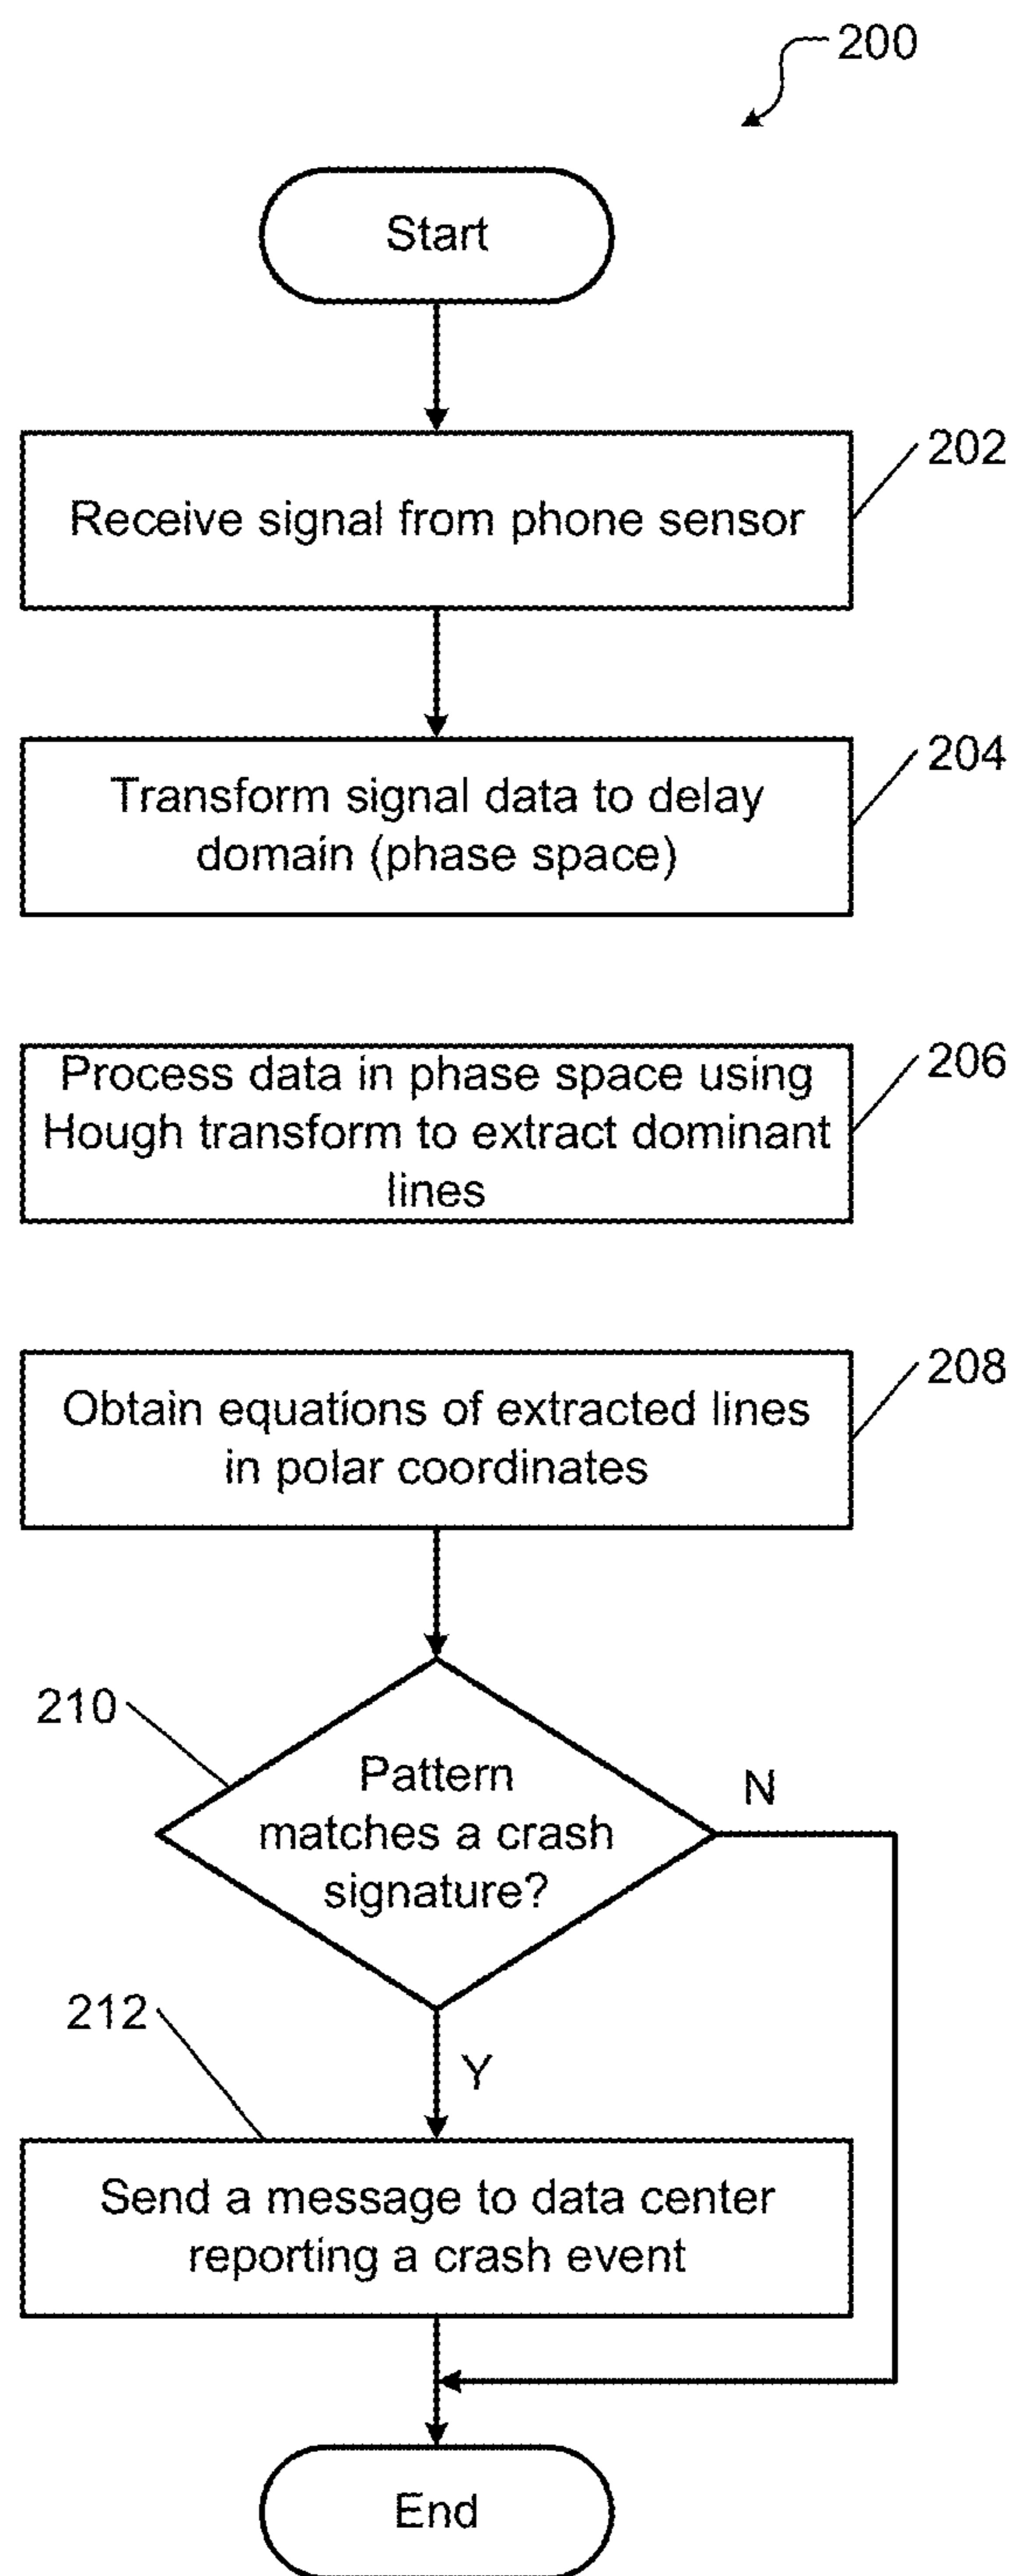 200
Start
202
Receive signal from phone sensor
204
Transform signal data to delay
domain (phase space)
206
Process data in phase space using
Hough transform to extract dominant
lines
208
Obtain equations of extracted lines
in polar coordinates
210
Pattern
matches a crash
signature?
N
212
Y
Send a message to data center
reporting a crash event
End